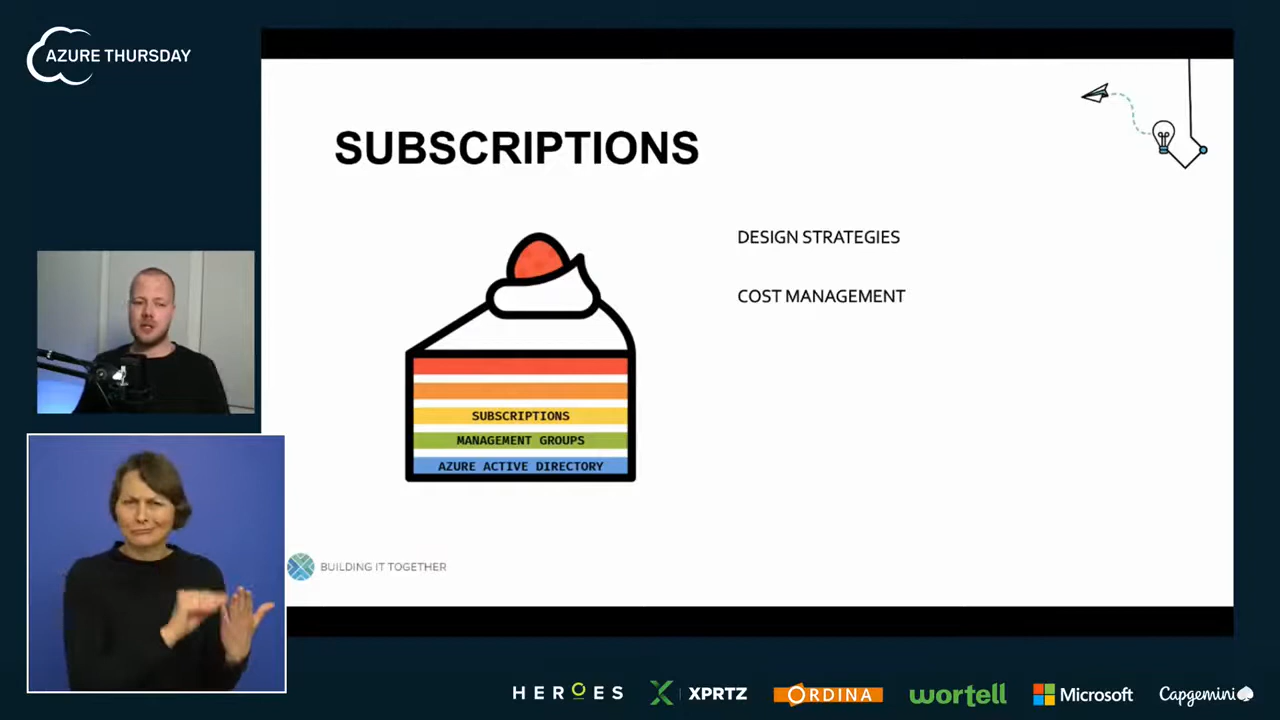 AZURE THURSDAY
SUBSCRIPTIONS
DESIGN STRATEGIES
COST MANAGEMENT
SUBSCRIPTIONS
MANAGEMENT GROUPS
AZURE ACTIVE DIRECTORY
BUILDING IT TOGETHER
HEROES
XPRTZ
ORDINA
wortell
Microsoft
Capgemini